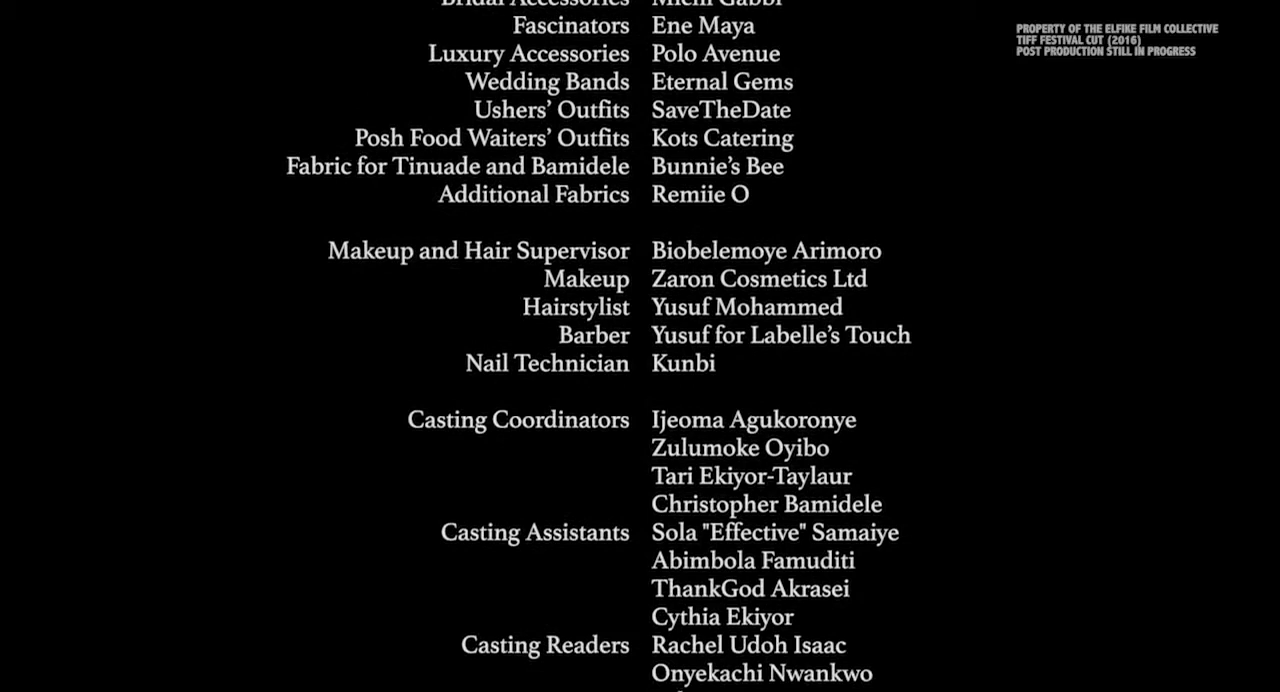 Bridal Accessories Michi Gabbi
PROPERTY OF THE ELFIKE FILM COLLECTIVE
TIFF FESTIVAL CUT (2016)
POST PRODUCTION STILL IN PROGRESS
Fascinators Ene Maya
Luxury Accessories Polo Avenue
Wedding Bands Eternal Gems
Ushers’ Outfits SaveTheDate
Posh Food Waiters’ Outfits Kots Catering
Fabric for Tinuade and Bamidele Bunnie’s Bee
Additional Fabrics Remiie O
Makeup and Hair Supervisor Biobelemoye Arimoro
Makeup Zaron Cosmetics Ltd
Hairstylist Yusuf Mohammed
Barber Yusuf for Labelle’s Touch
Nail Technician Kunbi
Casting Coordinators Ijeoma Agukoronye
Zulumoke Oyibo
Tari Ekiyor-Taylaur
Christopher Bamidele
Casting Assistants Sola "Effective" Samaiye
Abimbola Famuditi
ThankGod Akrasei
Cythia Ekiyor
Casting Readers Rachel Udoh Isaac
Onyekachi Nwankwo